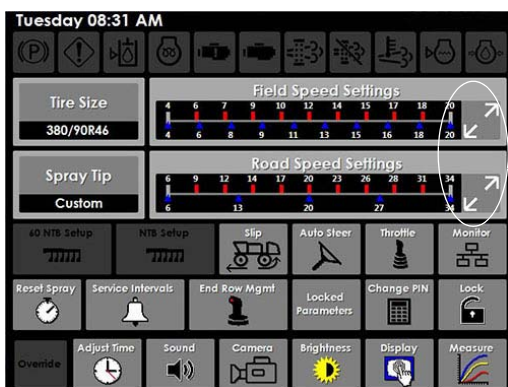 Tuesday 08:31 AM
(P)
Tire Size
380/90R46
Field Speed Settings
4 6 7 9 10 12 14 15 17 18 20
4 6 8 9 11 13 15 16 18 20
Spray Tip
Custom
Road Speed Settings
6 9 12 14 17 20 23 26 28 31 34
6 13 20 27 34
60 NTB Setup
NTB Setup
Slip
Auto Steer
Throttle
Monitor
Reset Spray
Service Intervals
End Row Mgmt
Locked
Parameters
Change PIN
Lock
Override
Adjust Time
Sound
Camera
Brightness
Display
Measure